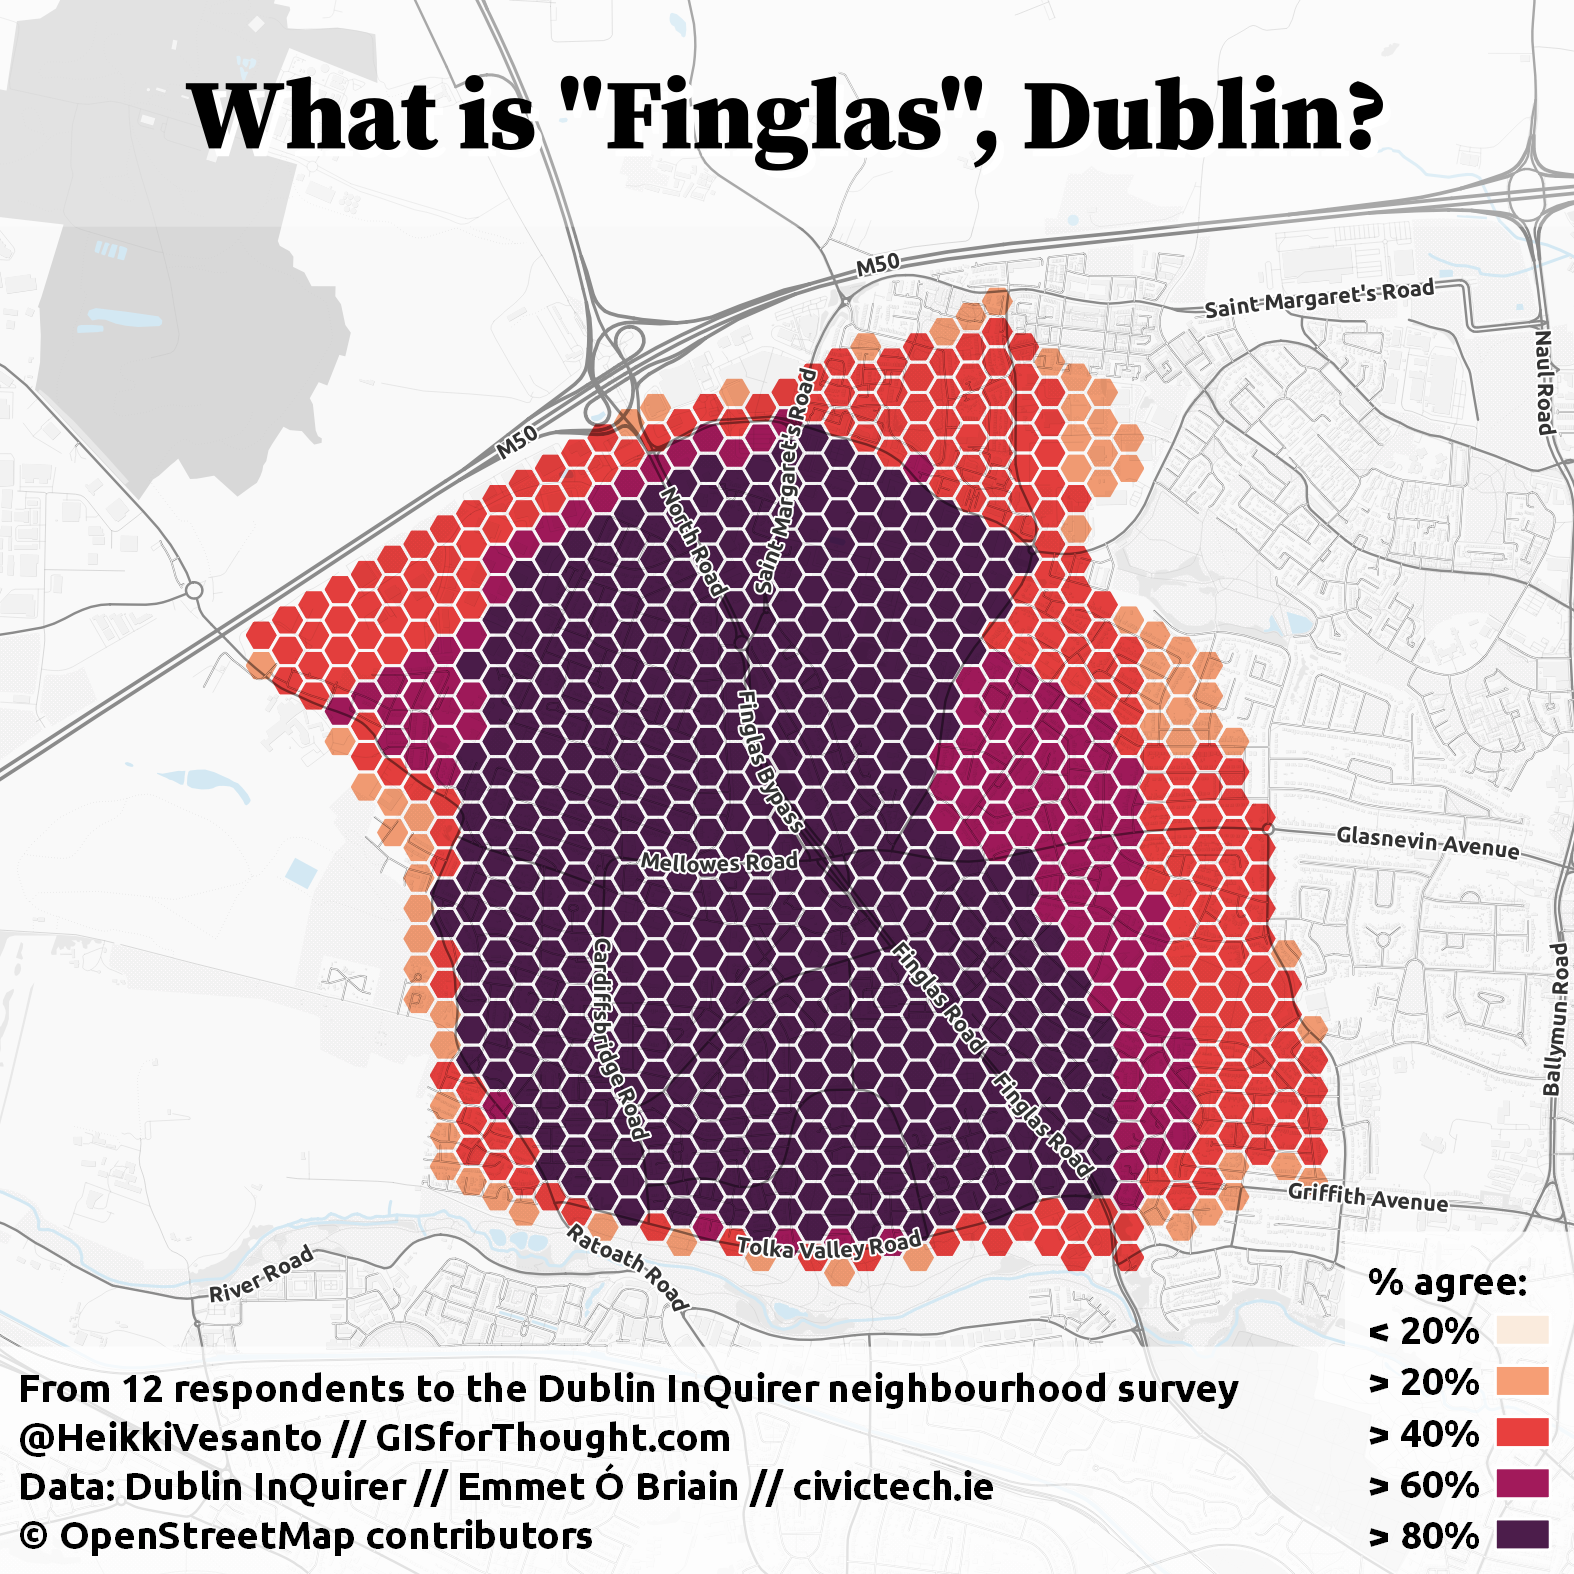 What is "Finglas", Dublin?
M50
Saint Margaret's Road
Naul Road
M50
Saint Margaret's Road
North Road
Finglas Bypass
Glasnevin Avenue
Mellowes Road
Cardiffsbridge Road
Finglas Road
Ballymun Road
Finglas Road
Griffith Avenue
Tolka Valley Road
Ratoath Road
River Road
% agree:
< 20%
> 20%
> 40%
> 60%
> 80%
From 12 respondents to the Dublin InQuirer neighbourhood survey
@HeikkiVesanto // GISforThought.com
Data: Dublin InQuirer // Emmet Ó Briain // civictech.ie
© OpenStreetMap contributors